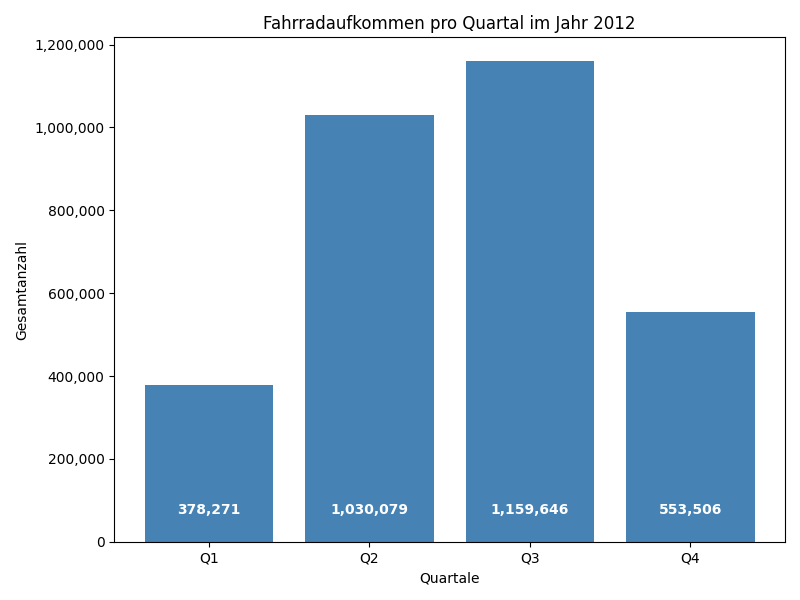 Fahrradaufkommen pro Quartal im Jahr 2012
1,200,000
1,000,000
800,000
600,000
400,000
200,000
0
Gesamtanzahl
378,271
1,030,079
1,159,646
553,506
Q1
Q2
Q3
Q4
Quartale